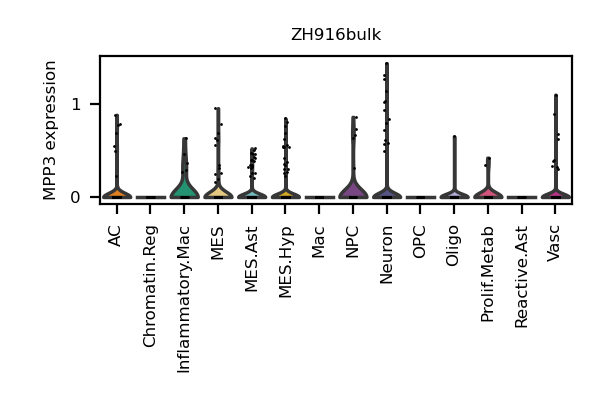 ZH916bulk
MPP3 expression
1
0
AC
Chromatin.Reg
Inflammatory.Mac
MES
MES.Ast
MES.Hyp
Mac
NPC
Neuron
OPC
Oligo
Prolif.Metab
Reactive.Ast
Vasc